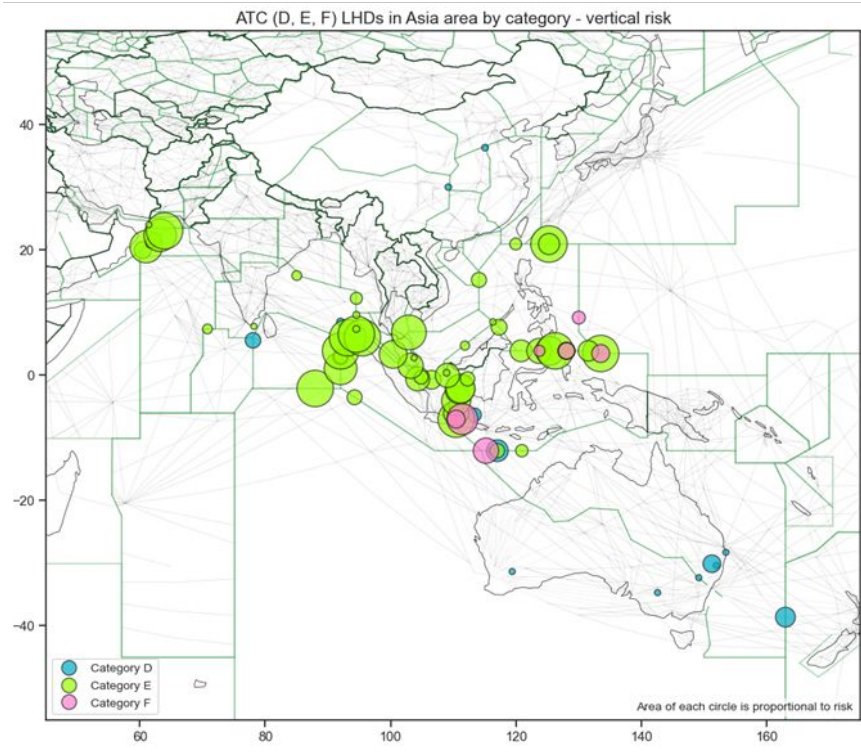 ATC (D, E, F) LHDs in Asia area by category - vertical risk
40
20
0
−20
−40
Category D
Category E
Category F
Area of each circle is proportional to risk
60
80
100
120
140
160